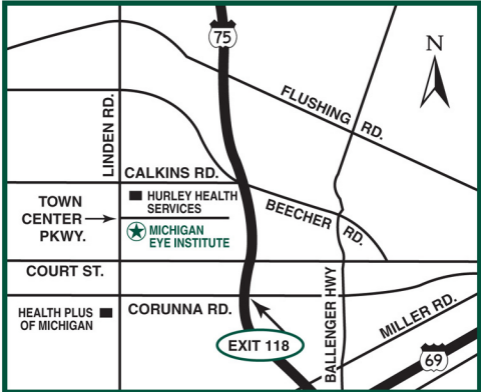 75
N
FLUSHING RD.
LINDEN RD.
CALKINS RD.
HURLEY HEALTH
SERVICES
TOWN
CENTER
PKWY.
BEECHER RD.
MICHIGAN
EYE INSTITUTE
COURT ST.
BALLENGER HWY
HEALTH PLUS
OF MICHIGAN
CORUNNA RD.
MILLER RD.
EXIT 118
69